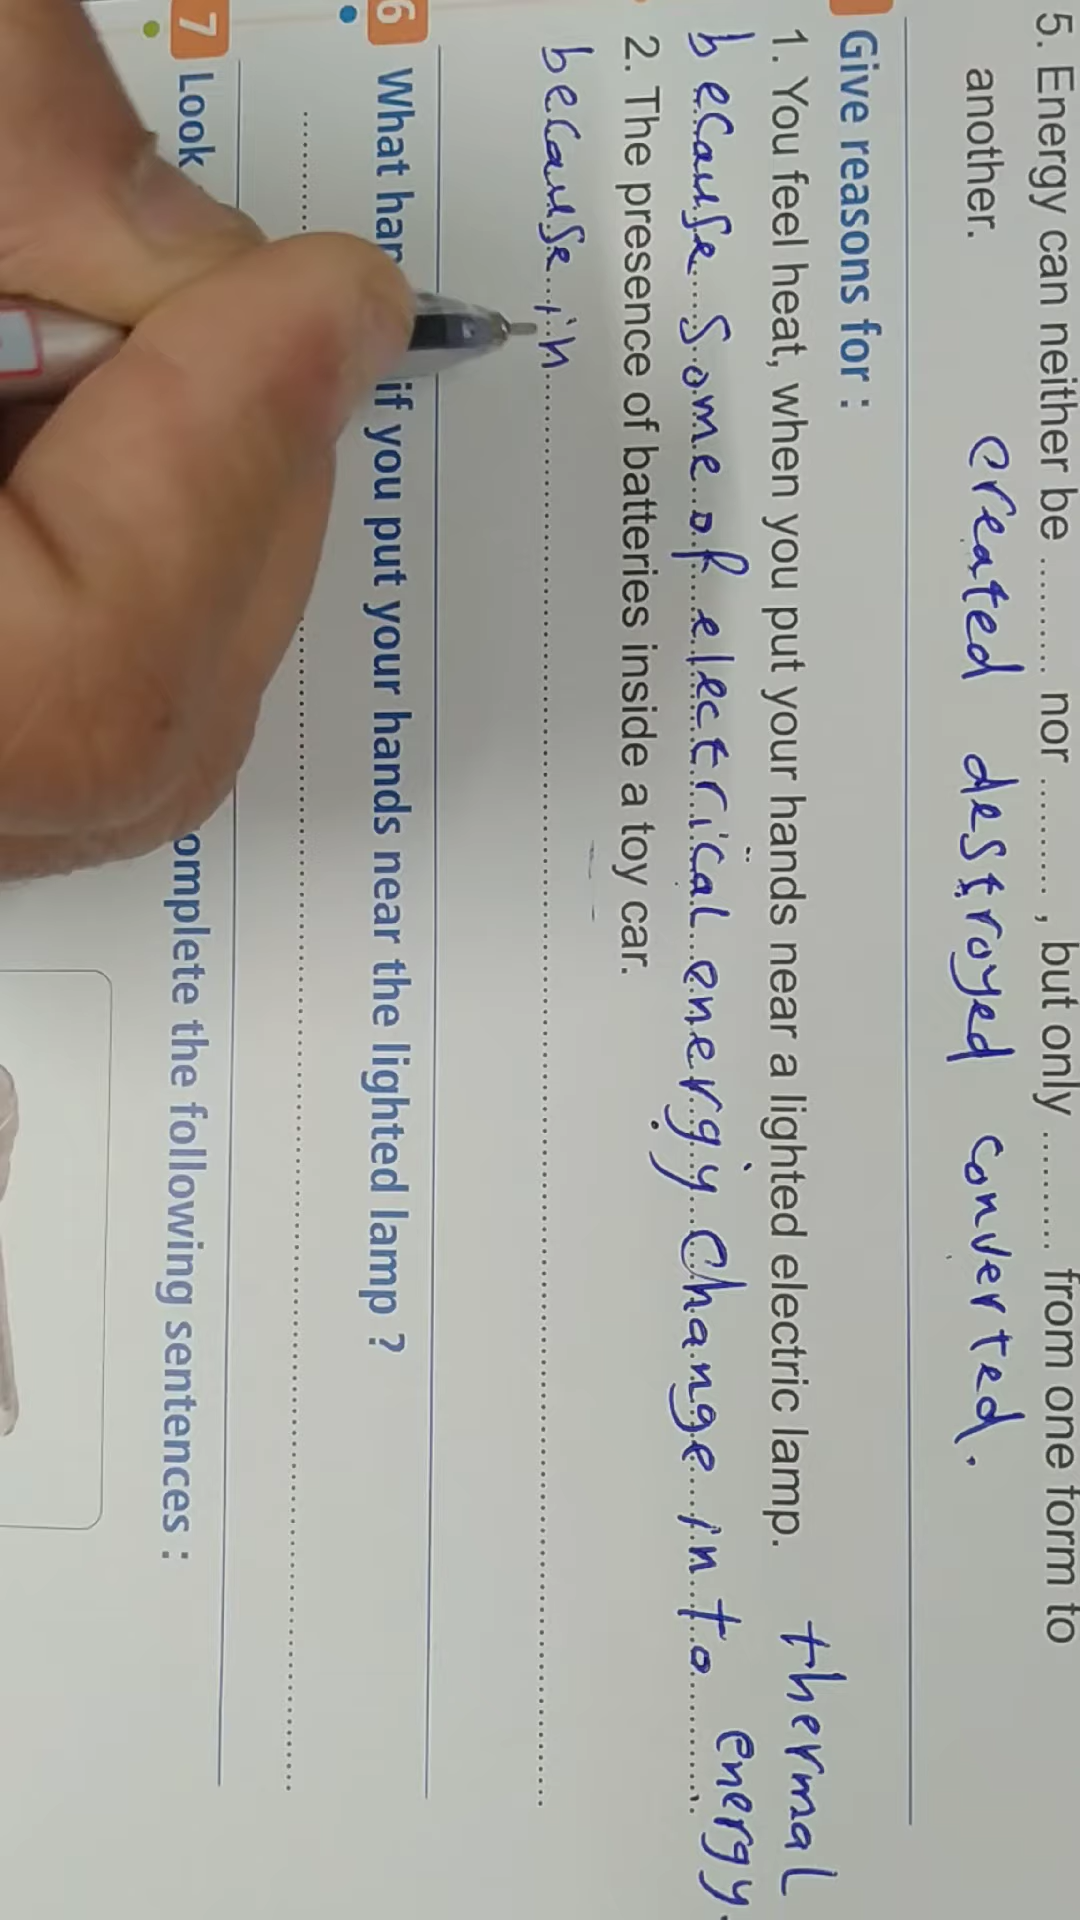 5. Energy can neither be .......... nor .......... , but only .......... from one form to
another.
created destroyed converted.
Give reasons for :
1. You feel heat, when you put your hands near a lighted electric lamp.
thermal
because some of electrical energy change into energy.
2. The presence of batteries inside a toy car.
because in
6 What if you put your hands near the lighted lamp ?
7 Look omplete the following sentences :